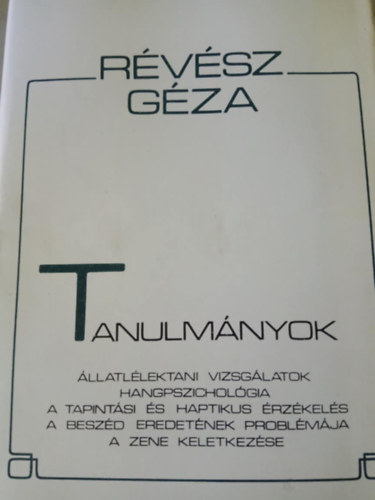 RÉVÉSZ
GÉZA
TANULMÁNYOK
ÁLLATLÉLEKTANI VIZSGÁLATOK
HANGPSZICHOLÓGIA
A TAPINTÁSI ÉS HAPTIKUS ÉRZÉKELÉS
A BESZÉD EREDETÉNEK PROBLÉMÁJA
A ZENE KELETKEZÉSE